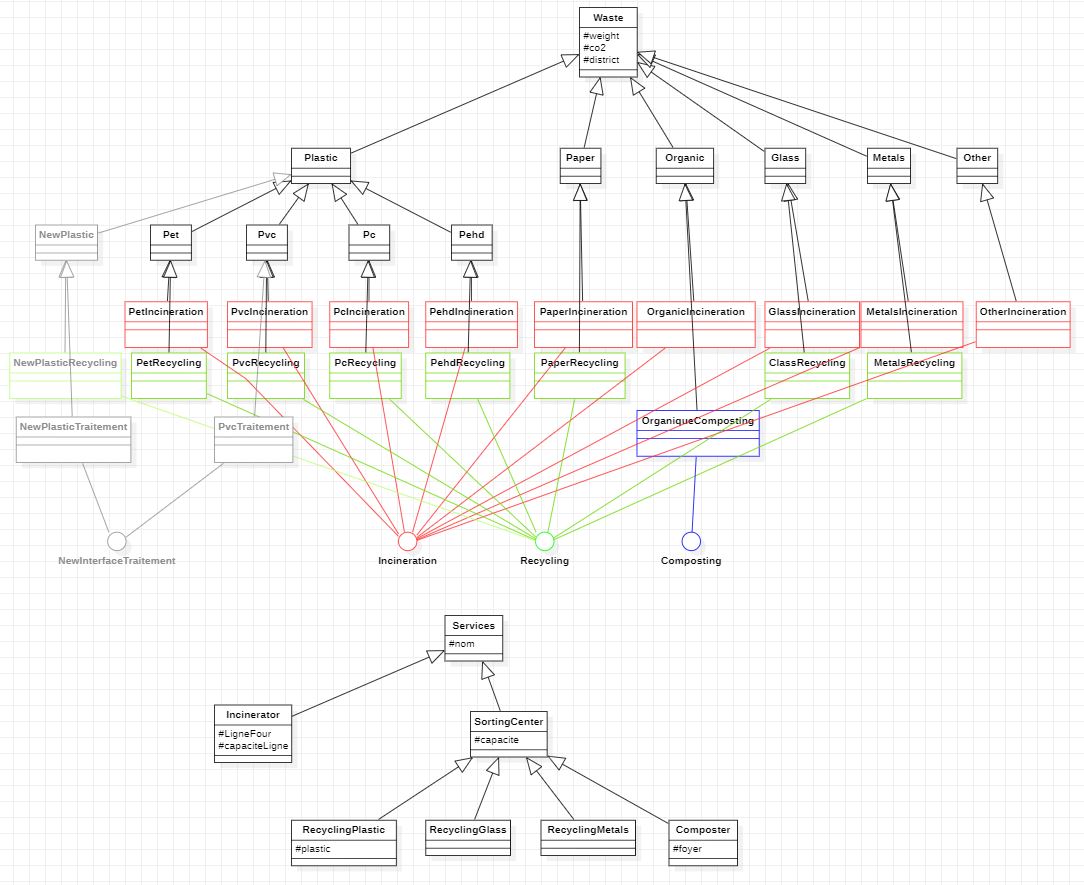 Waste
#weight
#co2
#district
Plastic
Paper
Organic
Glass
Metals
Other
NewPlastic
Pet
Pvc
Pc
Pehd
PetIncineration
PvcIncineration
PcIncineration
PehdIncineration
PaperIncineration
OrganicIncineration
GlassIncineration
MetalsIncineration
OtherIncineration
NewPlasticRecycling
PetRecycling
PvcRecycling
PcRecycling
PehdRecycling
PaperRecycling
ClassRecycling
MetalsRecycling
NewPlasticTraitement
PvcTraitement
OrganiqueComposting
NewInterfaceTraitement
Incineration
Recycling
Composting
Services
#nom
Incinerator
#LigneFour
#capaciteLigne
SortingCenter
#capacite
RecyclingPlastic
#plastic
RecyclingGlass
RecyclingMetals
Composter
#foyer